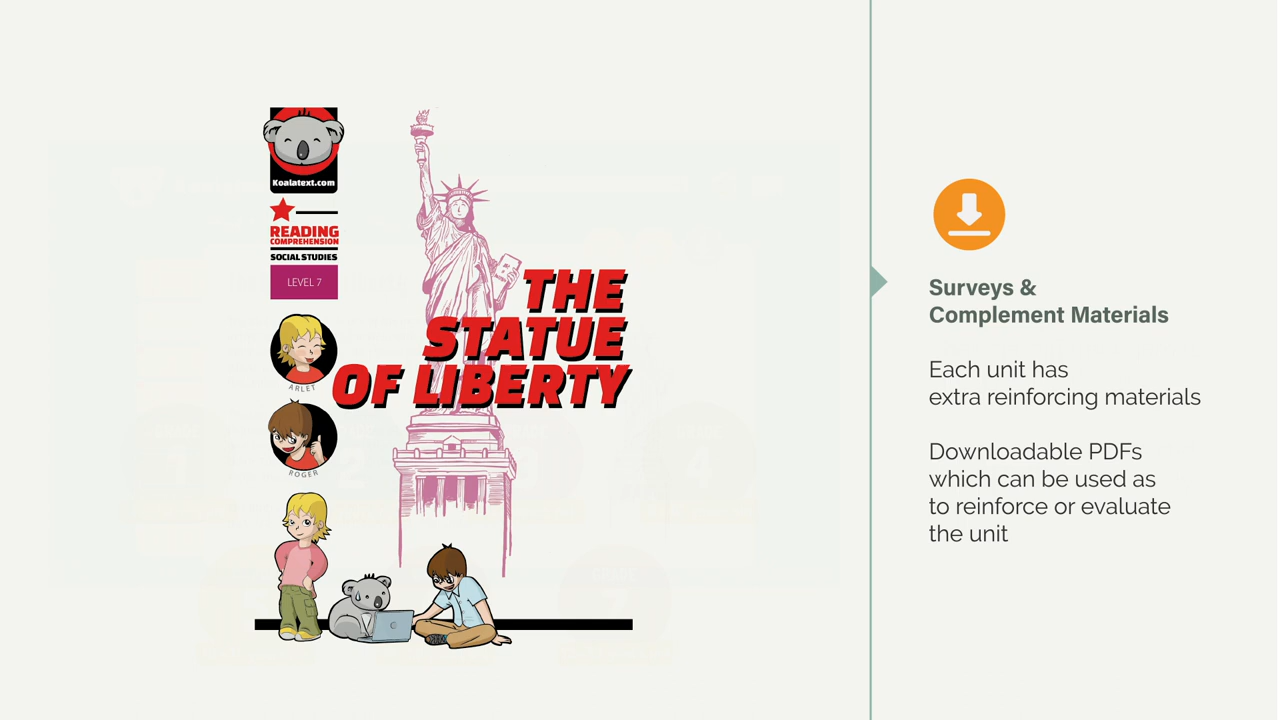 Koalatext.com
READING
COMPREHENSION
SOCIAL STUDIES
LEVEL 7
ARLET
ROGER
THE
STATUE
OF LIBERTY
Surveys &
Complement Materials
Each unit has
extra reinforcing materials
Downloadable PDFs
which can be used as
to reinforce or evaluate
the unit